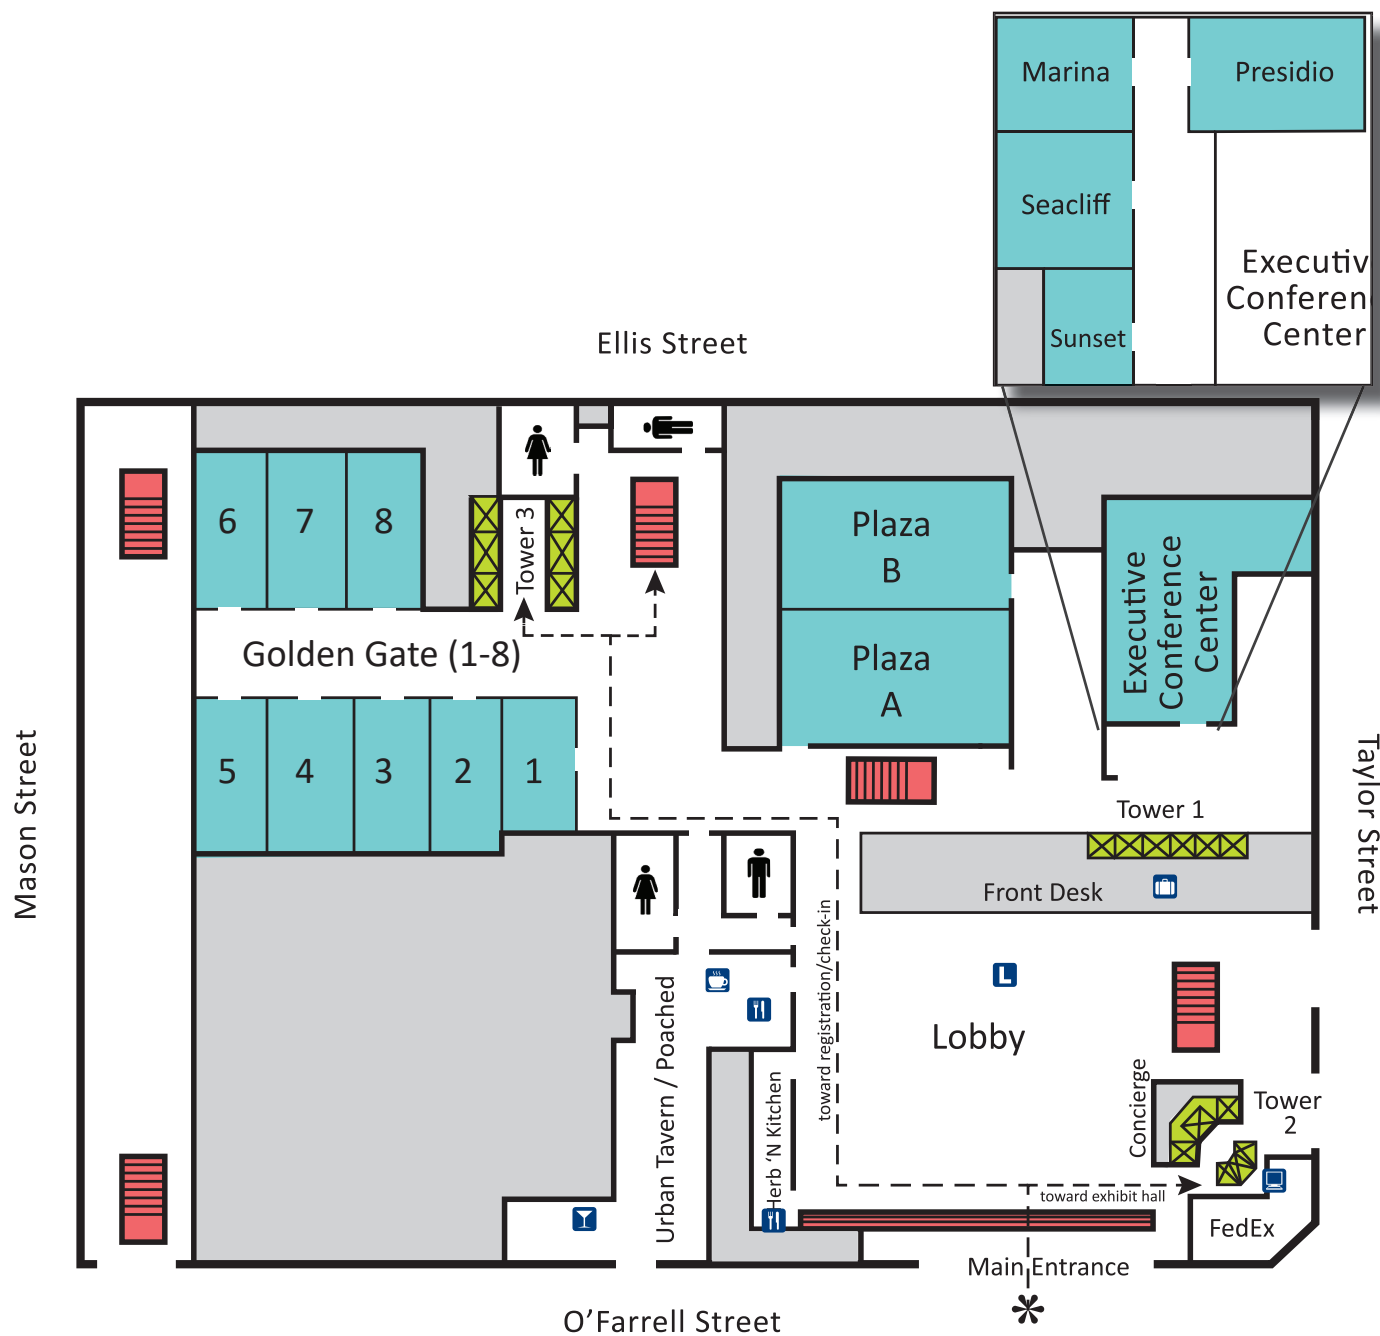 Marina
Presidio
Seacliff
Executiv
Conferen
Center
Sunset
Ellis Street
6
7
8
Tower 3
Plaza
B
Executive
Conference
Center
Golden Gate (1-8)
Plaza
A
5
4
3
2
1
Mason Street
Taylor Street
Tower 1
Front Desk
L
Lobby
toward registration/check-in
Urban Tavern / Poached
Herb ‘N Kitchen
Concierge
Tower
2
toward exhibit hall
FedEx
Main Entrance
*
O’Farrell Street